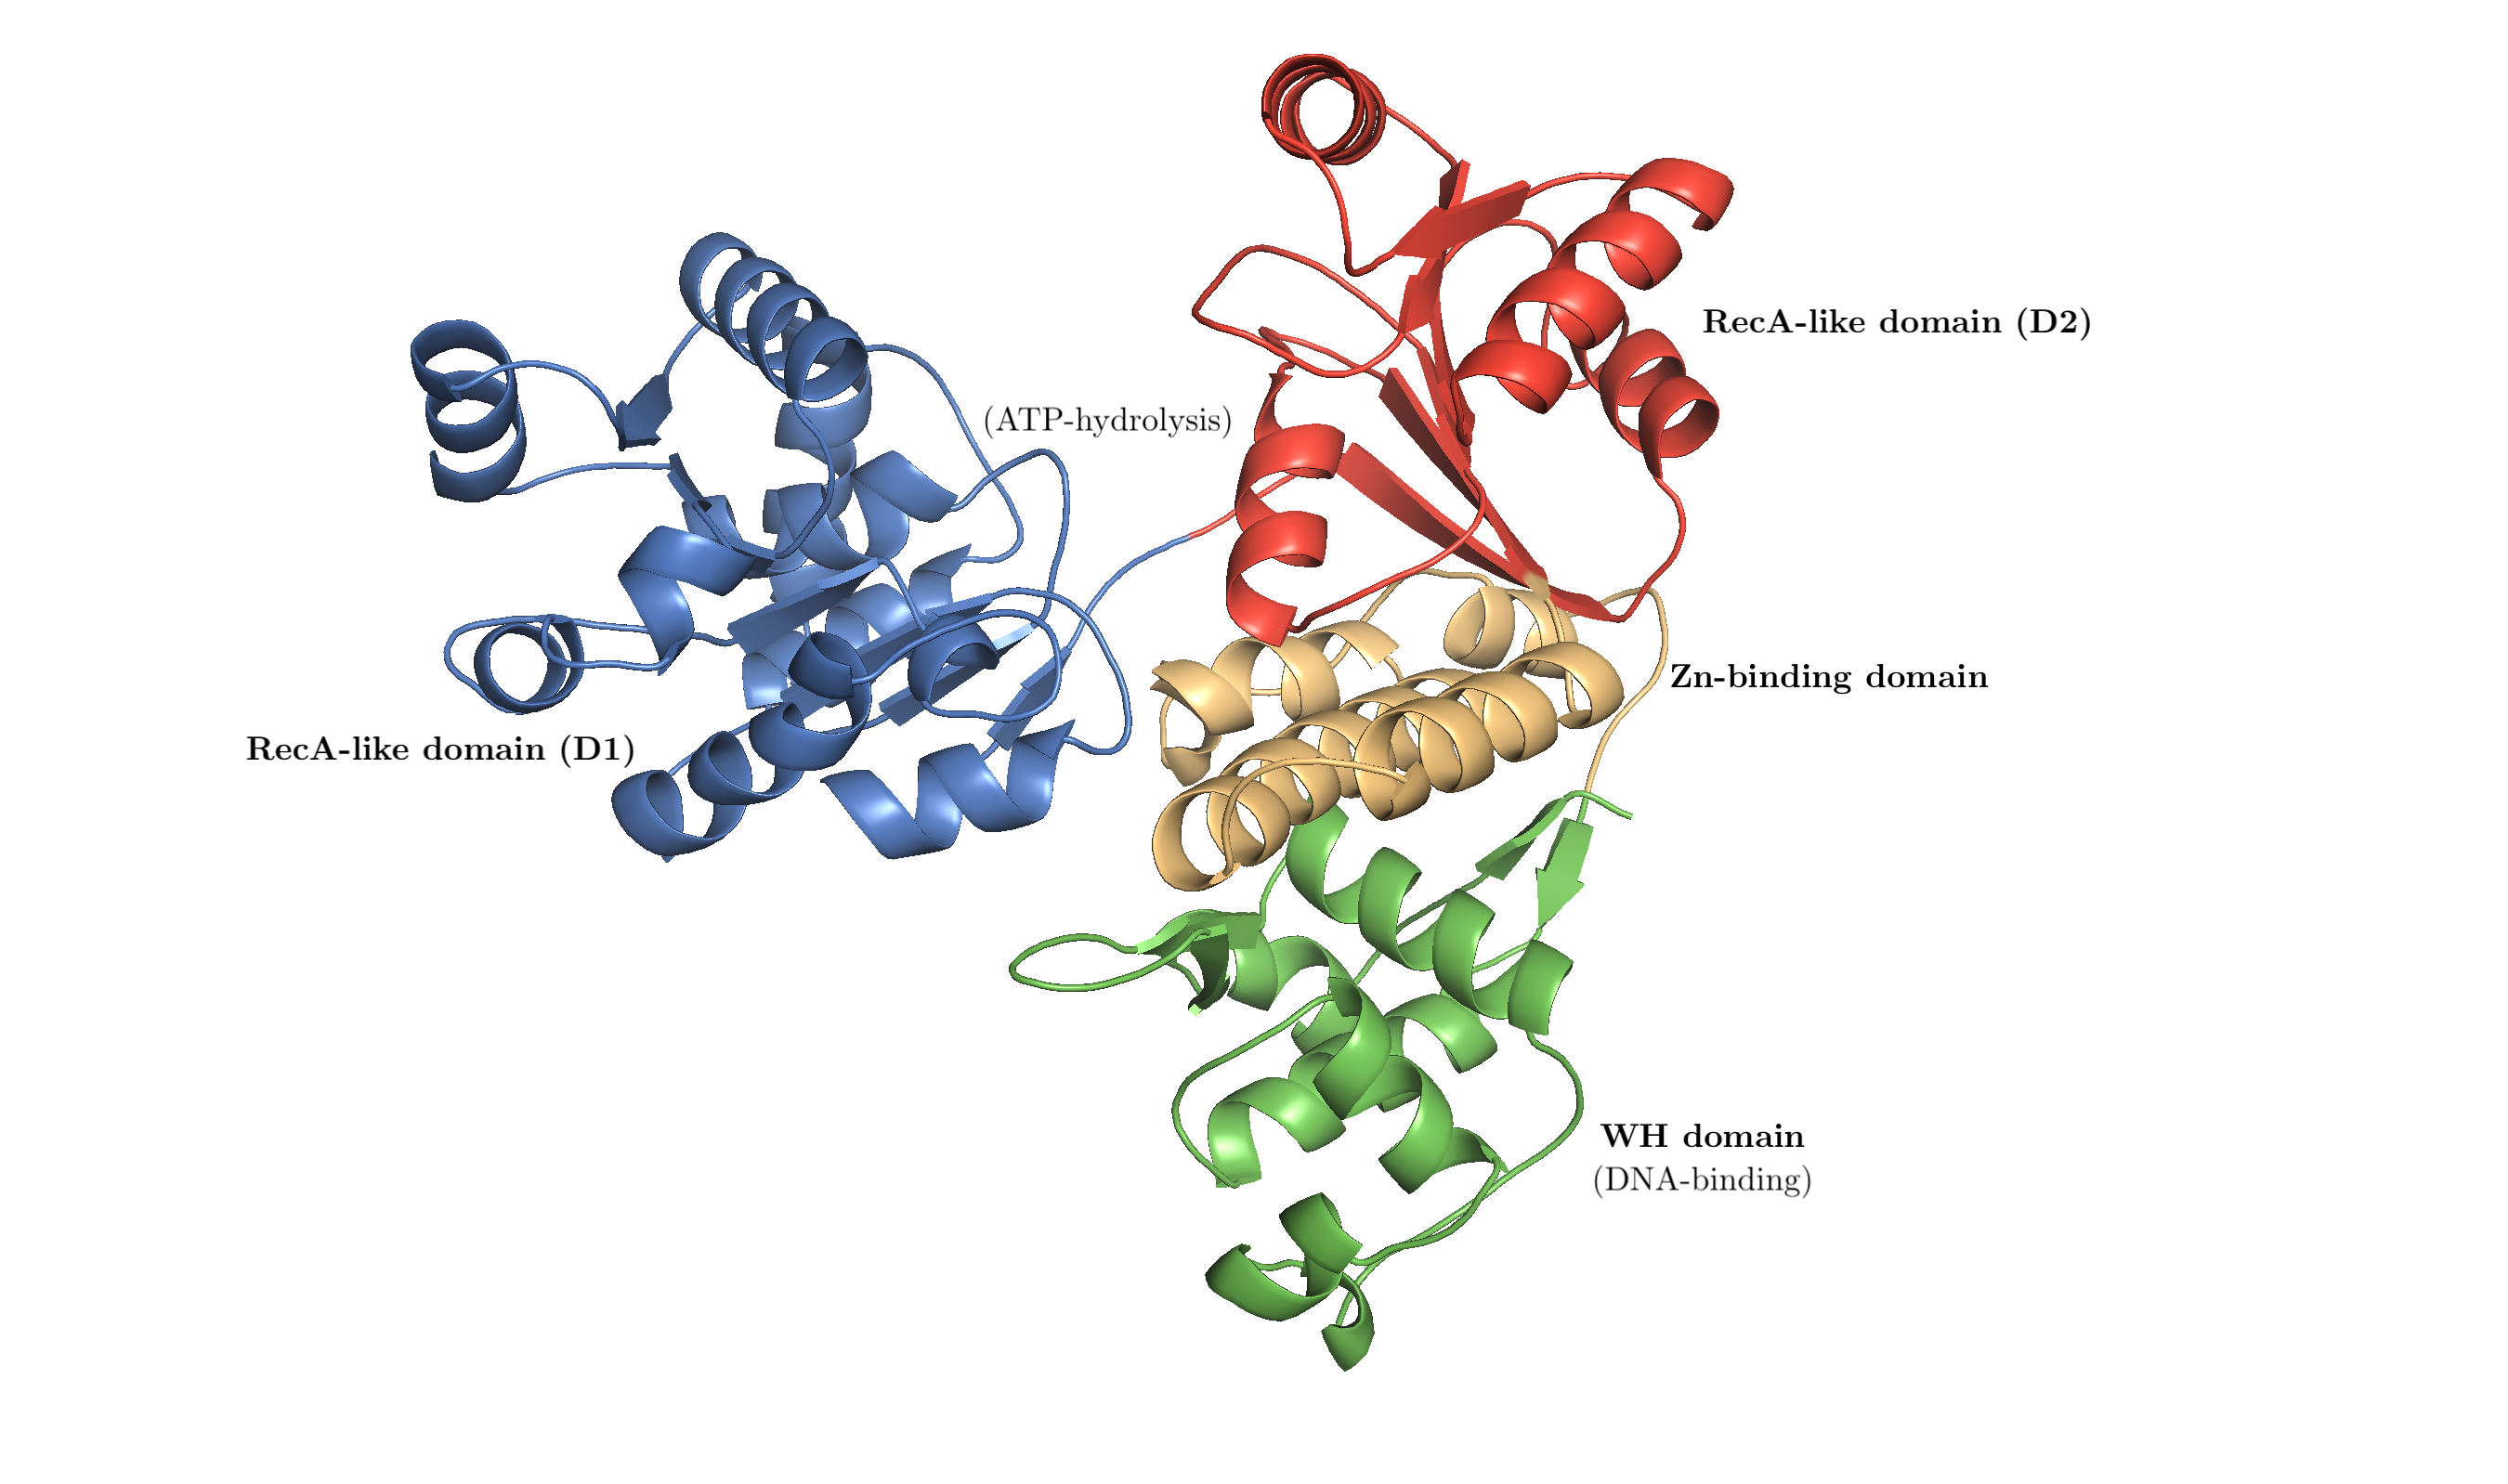 RecA-like domain (D2)
(ATP-hydrolysis)
Zn-binding domain
RecA-like domain (D1)
WH domain
(DNA-binding)